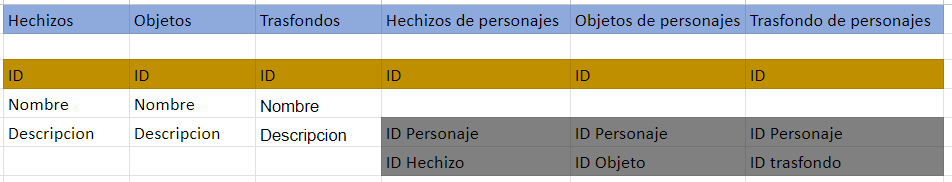 Hechizos Objetos Trasfondos Hechizos de personajes Objetos de personajes Trasfondo de personajes
ID ID ID ID ID ID
Nombre Nombre Nombre
Descripcion Descripcion Descripcion ID Personaje ID Personaje ID Personaje
ID Hechizo ID Objeto ID trasfondo